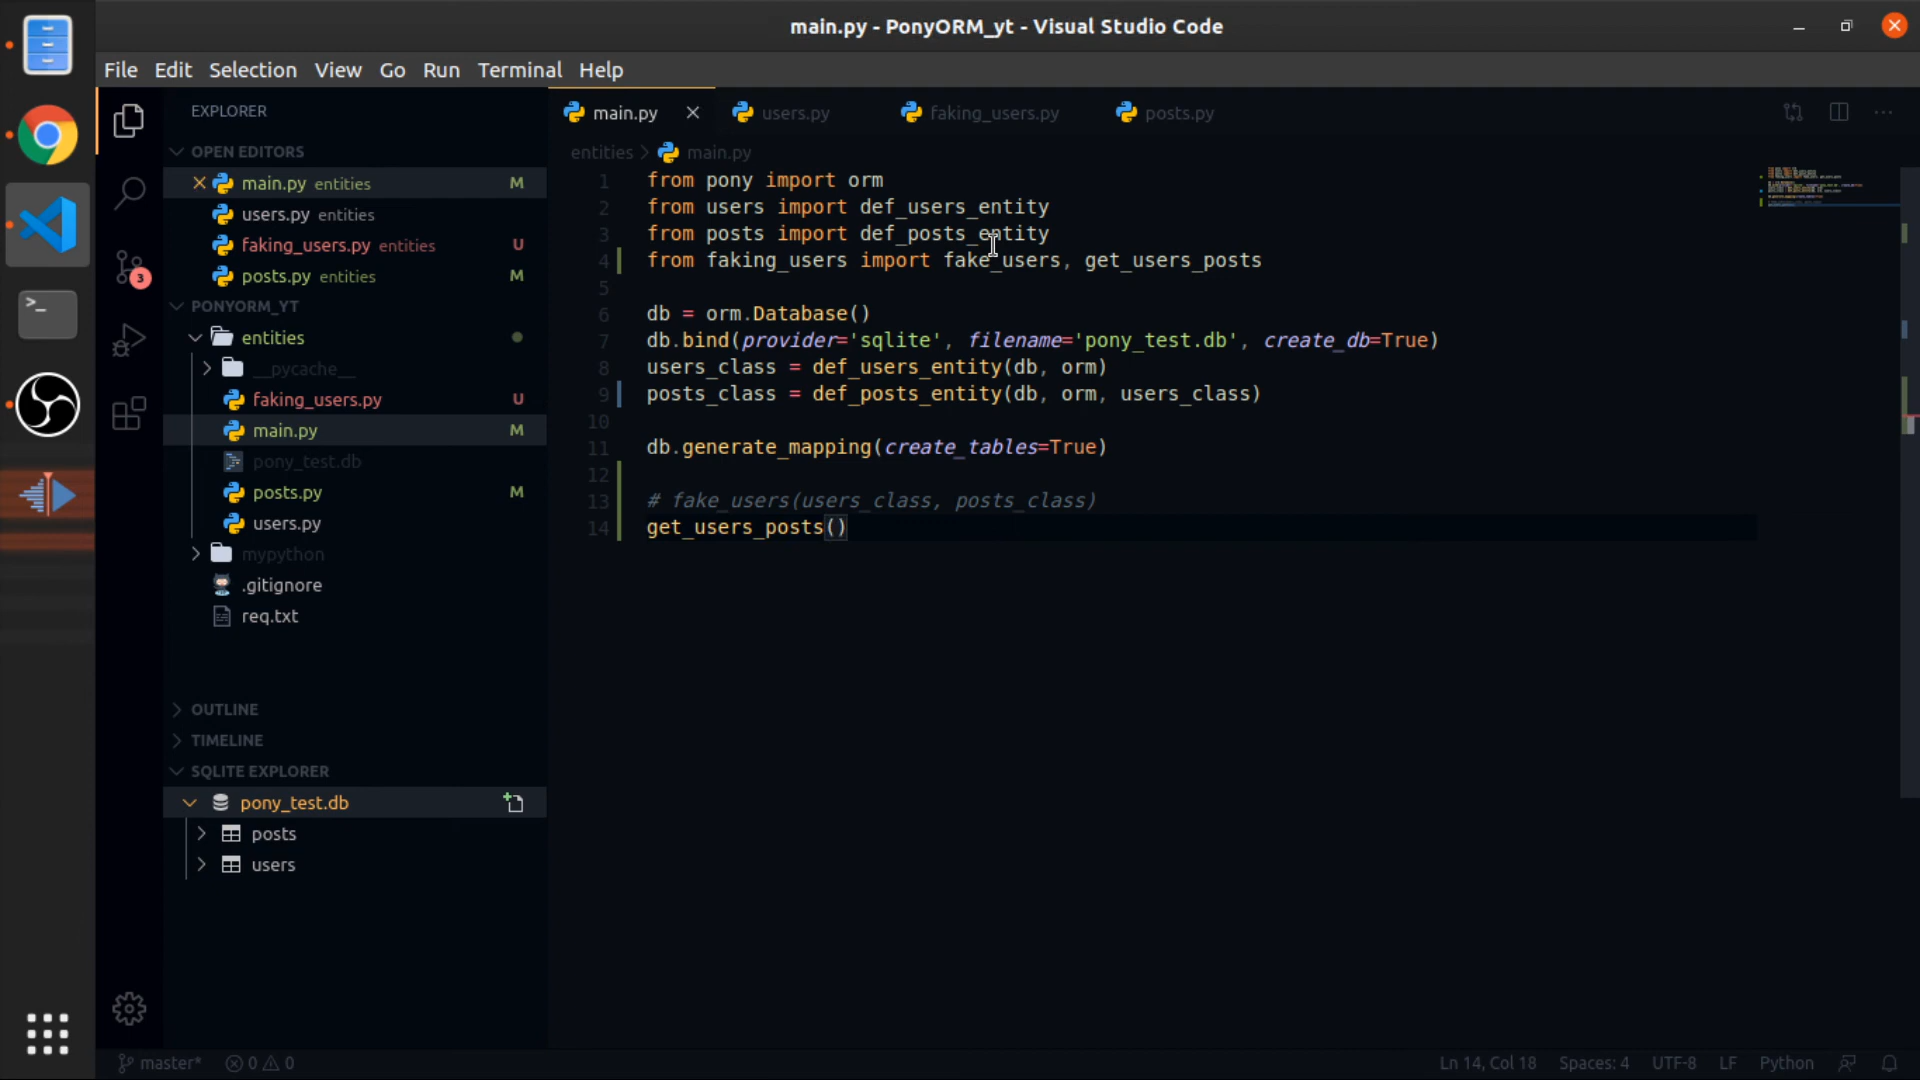 main.py - PonyORM_yt - Visual Studio Code
File Edit Selection View Go Run Terminal Help
EXPLORER
OPEN EDITORS
main.py entities M
users.py entities
faking_users.py entities U
posts.py entities M
PONYORM_YT
entities
__pycache__
faking_users.py U
main.py M
pony_test.db
posts.py M
users.py
mypython
.gitignore
req.txt
OUTLINE
TIMELINE
SQLITE EXPLORER
pony_test.db
posts
users
3
main.py users.py faking_users.py posts.py
entities > main.py
1 from pony import orm
2 from users import def_users_entity
3 from posts import def_posts_entity
4 from faking_users import fake_users, get_users_posts
5
6 db = orm.Database()
7 db.bind(provider='sqlite', filename='pony_test.db', create_db=True)
8 users_class = def_users_entity(db, orm)
9 posts_class = def_posts_entity(db, orm, users_class)
10
11 db.generate_mapping(create_tables=True)
12
13 # fake_users(users_class, posts_class)
14 get_users_posts()
master* 0 0 Ln 14, Col 18 Spaces: 4 UTF-8 LF Python